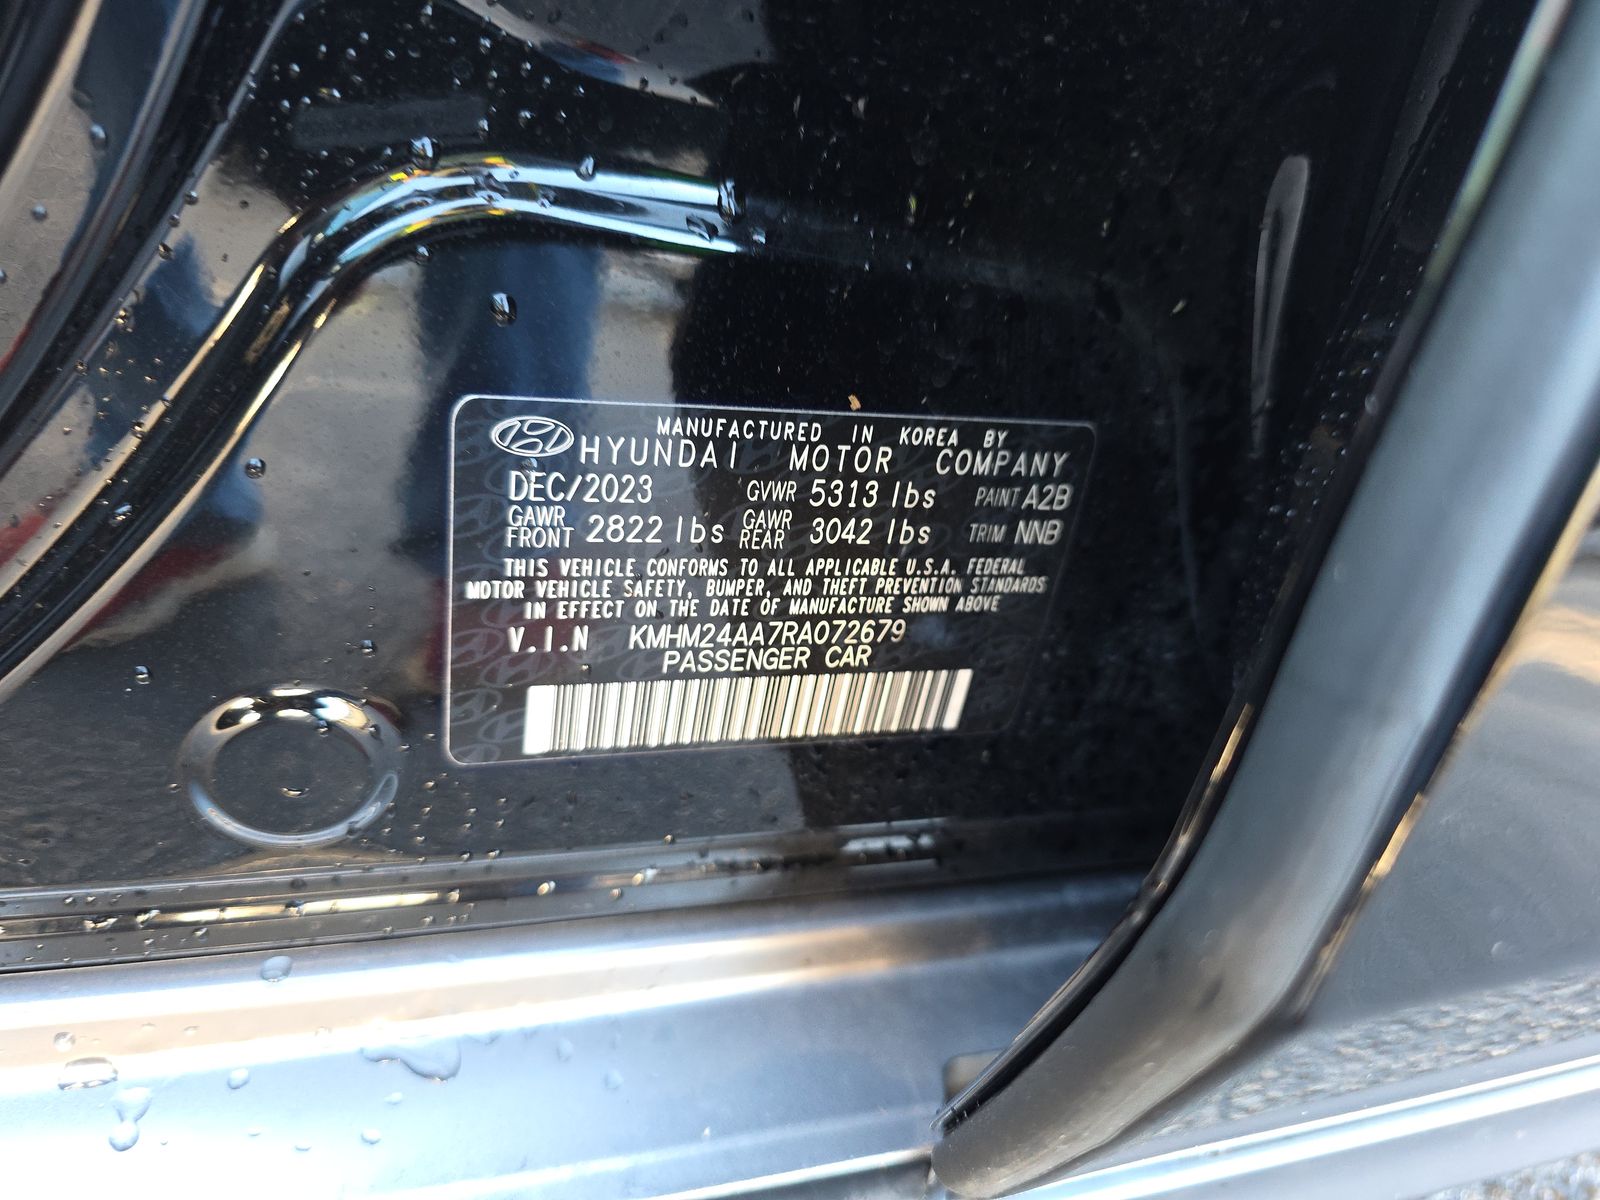 MANUFACTURED IN KOREA BY
HYUNDAI MOTOR COMPANY
DEC/2023 GVWR 5313 lbs PAINT A2B
GAWR FRONT 2822 lbs GAWR REAR 3042 lbs TRIM NNB
THIS VEHICLE CONFORMS TO ALL APPLICABLE U.S.A. FEDERAL
MOTOR VEHICLE SAFETY, BUMPER, AND THEFT PREVENTION STANDARDS
IN EFFECT ON THE DATE OF MANUFACTURE SHOWN ABOVE
V.I.N KMHM24AA7RA072679
PASSENGER CAR